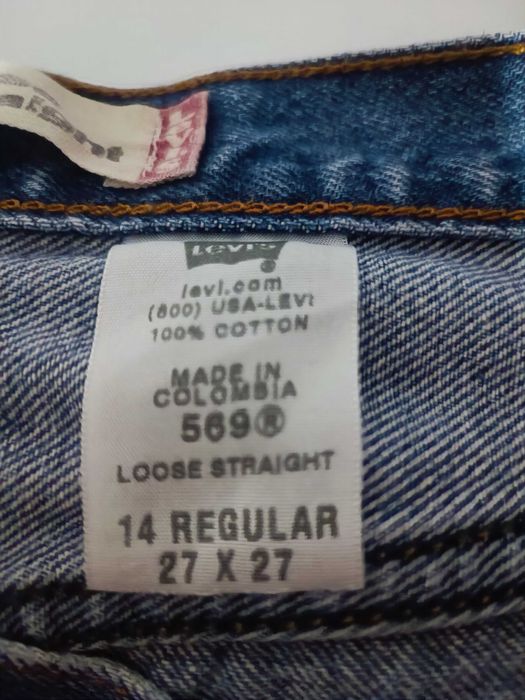 Levi's
levi.com
(800) USA-LEVI
100% COTTON
MADE IN
COLOMBIA
569®
LOOSE STRAIGHT
14 REGULAR
27 X 27